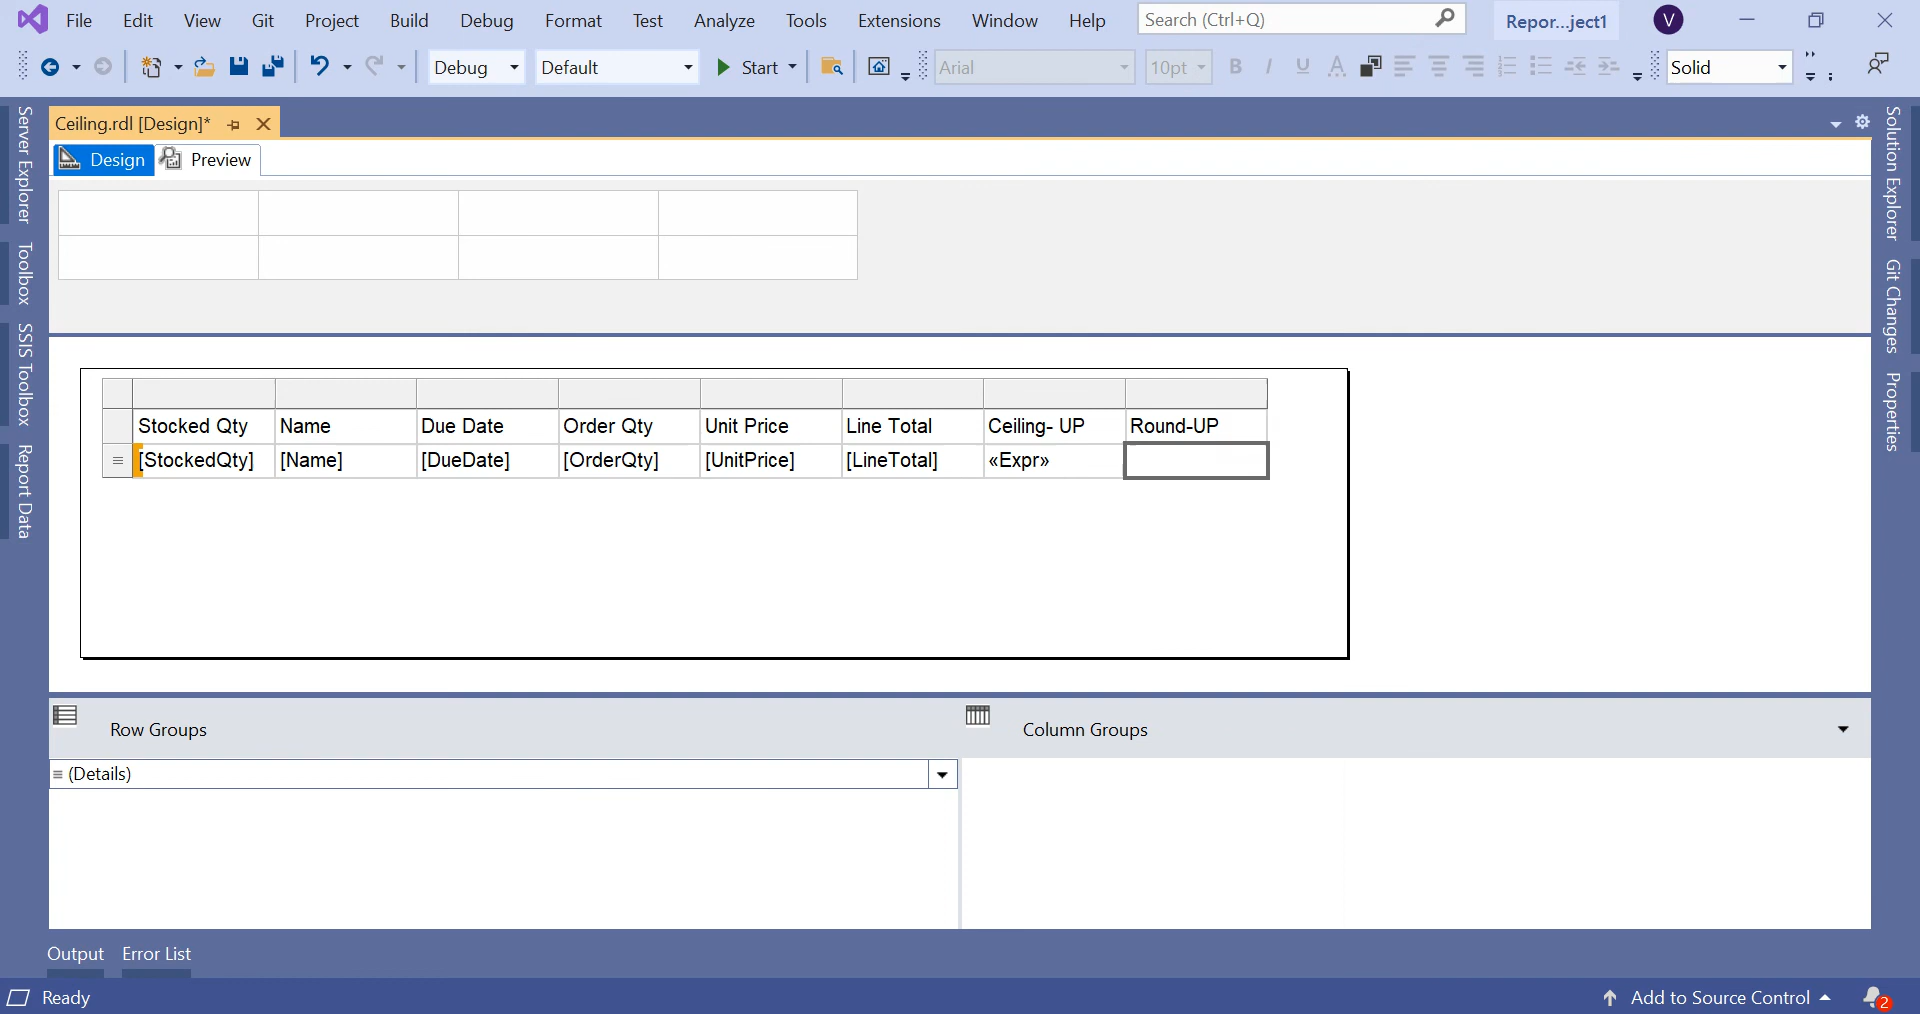 File Edit View Git Project Build Debug Format Test Analyze Tools Extensions Window Help Search (Ctrl+Q) Repor...ject1 V
Debug Default Start Arial 10pt B I U A Solid
Ceiling.rdl [Design]*
Design Preview
Server Explorer
Toolbox
SSIS Toolbox
Report Data
Stocked Qty Name Due Date Order Qty Unit Price Line Total Ceiling- UP Round-UP
[StockedQty] [Name] [DueDate] [OrderQty] [UnitPrice] [LineTotal] «Expr»
Solution Explorer
Git Changes
Properties
Row Groups Column Groups
(Details)
Output Error List
Ready Add to Source Control 2